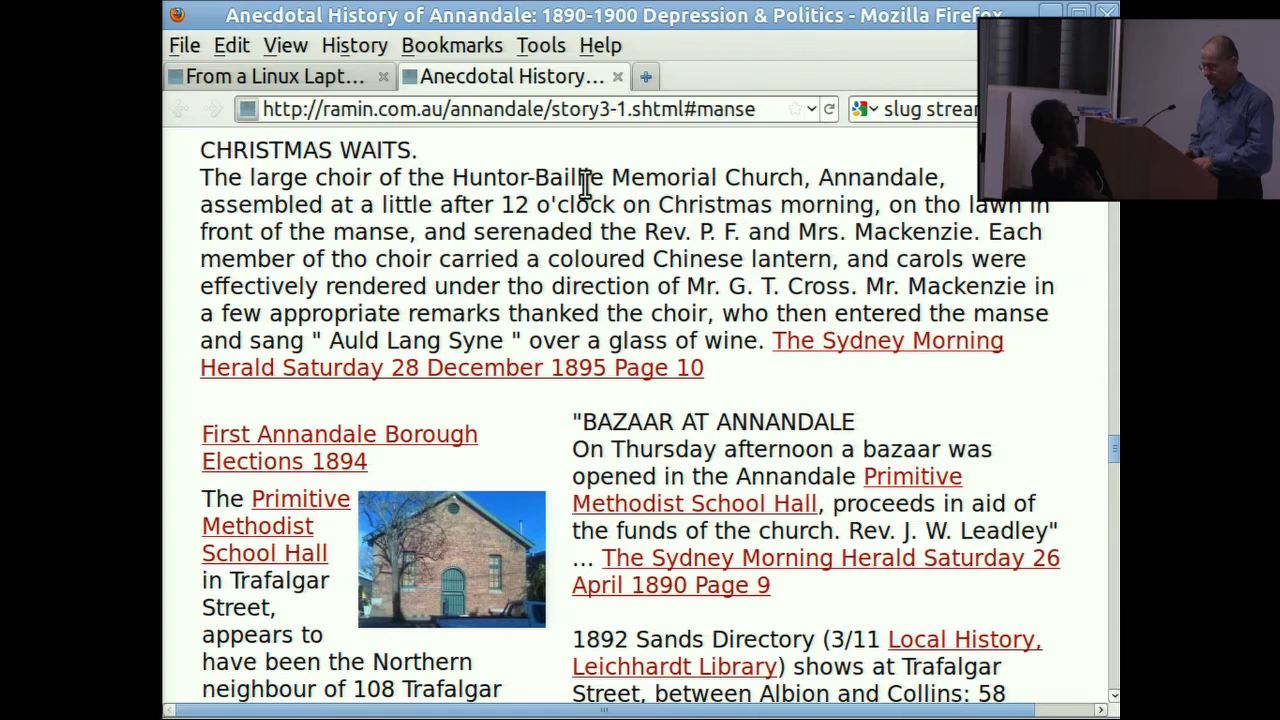 Anecdotal History of Annandale: 1890-1900 Depression & Politics - Mozilla Firefox
File Edit View History Bookmarks Tools Help
From a Linux Lapt... Anecdotal History...
http://ramin.com.au/annandale/story3-1.shtml#manse slug strea
CHRISTMAS WAITS.
The large choir of the Huntor-Baillie Memorial Church, Annandale,
assembled at a little after 12 o'clock on Christmas morning, on tho lawn in
front of the manse, and serenaded the Rev. P. F. and Mrs. Mackenzie. Each
member of tho choir carried a coloured Chinese lantern, and carols were
effectively rendered under tho direction of Mr. G. T. Cross. Mr. Mackenzie in
a few appropriate remarks thanked the choir, who then entered the manse
and sang " Auld Lang Syne " over a glass of wine. The Sydney Morning
Herald Saturday 28 December 1895 Page 10
First Annandale Borough
Elections 1894
The Primitive
Methodist
School Hall
in Trafalgar
Street,
appears to
have been the Northern
neighbour of 108 Trafalgar
"BAZAAR AT ANNANDALE
On Thursday afternoon a bazaar was
opened in the Annandale Primitive
Methodist School Hall, proceeds in aid of
the funds of the church. Rev. J. W. Leadley"
... The Sydney Morning Herald Saturday 26
April 1890 Page 9
1892 Sands Directory (3/11 Local History,
Leichhardt Library) shows at Trafalgar
Street, between Albion and Collins: 58